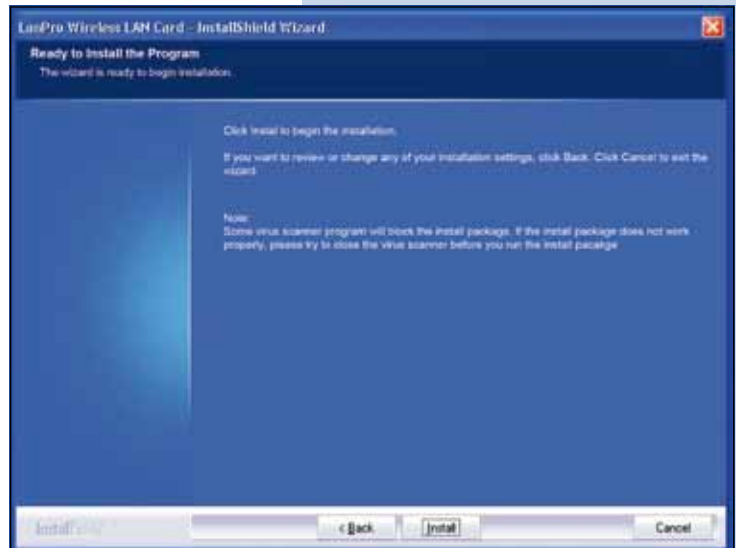 LanPro Wireless LAN Card - InstallShield Wizard
Ready to Install the Program
The wizard is ready to begin installation.
Click Install to begin the installation.
If you want to review or change any of your installation settings, click Back. Click Cancel to exit the
wizard.
Note:
Some virus scanner program will block the install package. If the install package does not work
properly, please try to close the virus scanner before you run the install pacakge
InstallShield
< Back
Install
Cancel